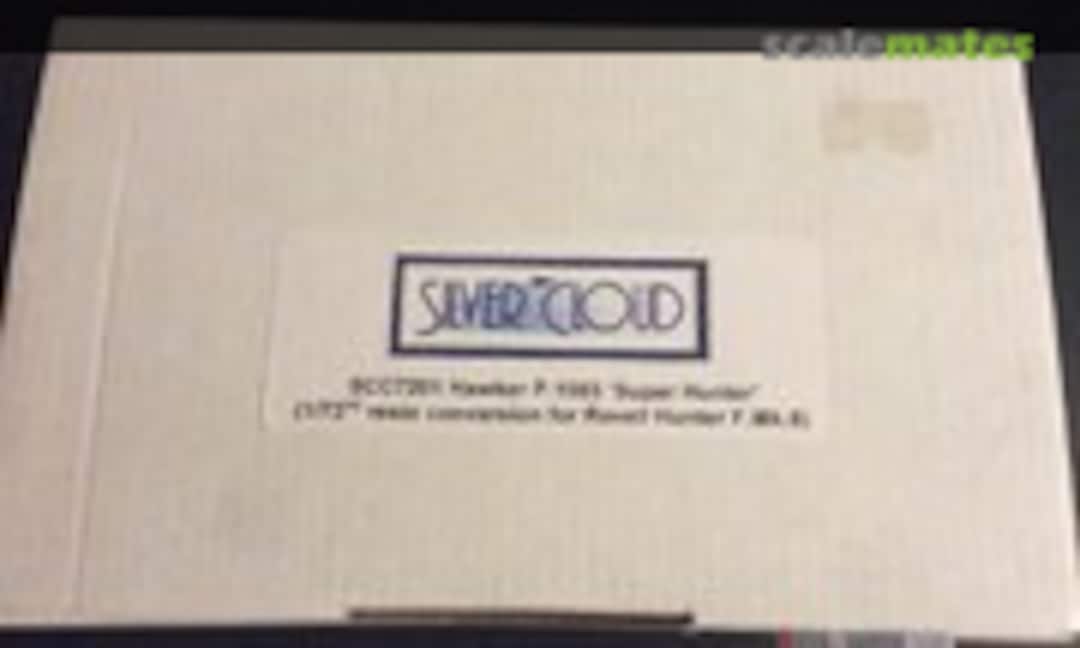 scalemates
SILVER CLOUD
SCC7201 Hawker P.1083 'Super Hunter'
(1/72nd resin conversion for Revell Hunter F.Mk.6)